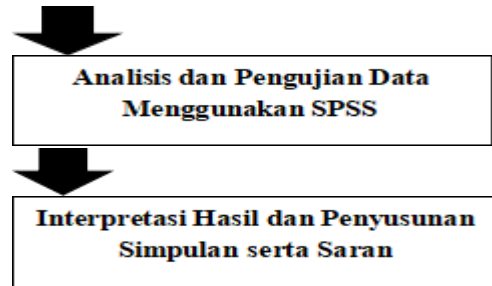 Analisis dan Pengujian Data
Menggunakan SPSS
Interpretasi Hasil dan Penyusunan
Simpulan serta Saran